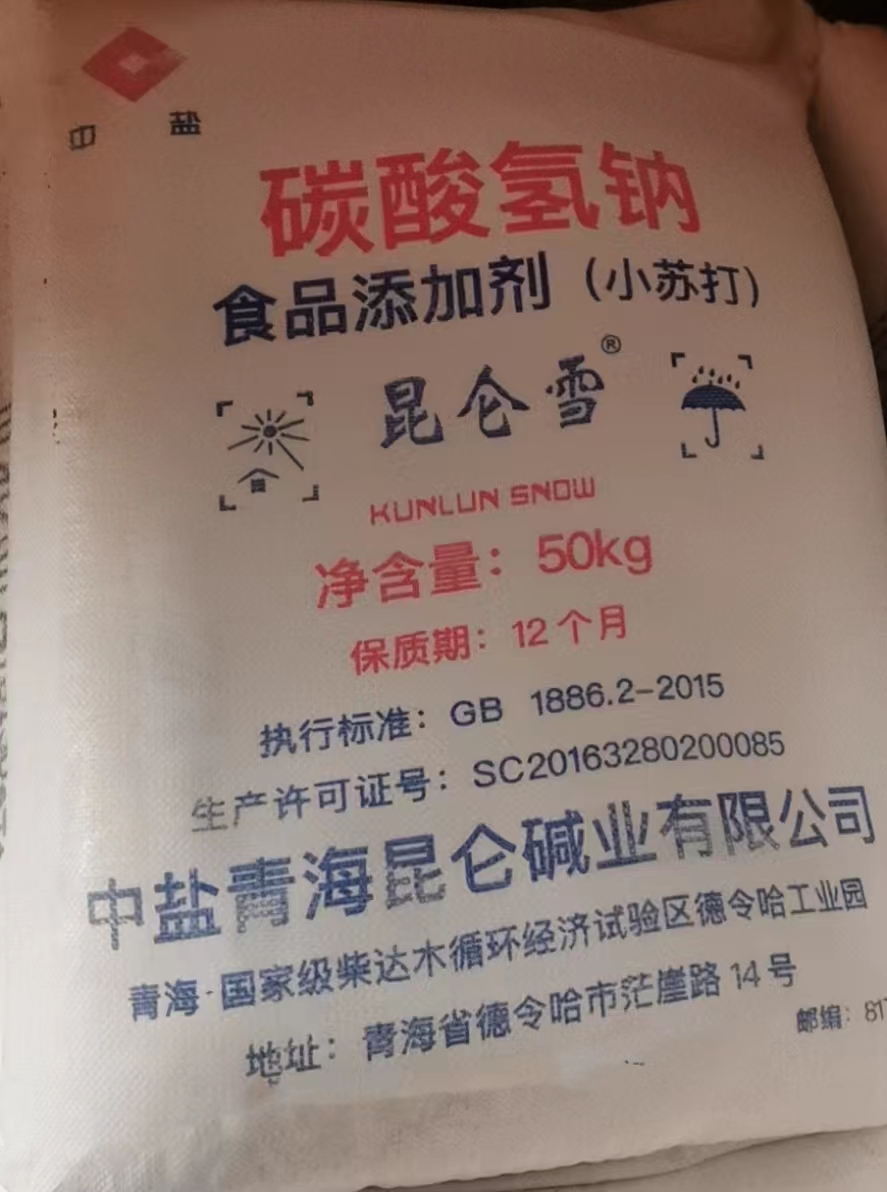 中 盐
碳酸氢钠
食品添加剂（小苏打）
昆仑雪®
KUNLUN SNOW
净含量：50kg
保质期：12个月
执行标准：GB 1886.2-2015
生产许可证号：SC20163280200085
中盐青海昆仑碱业有限公司
青海·国家级柴达木循环经济试验区德令哈工业园
地址：青海省德令哈市茫崖路14号
邮编：81